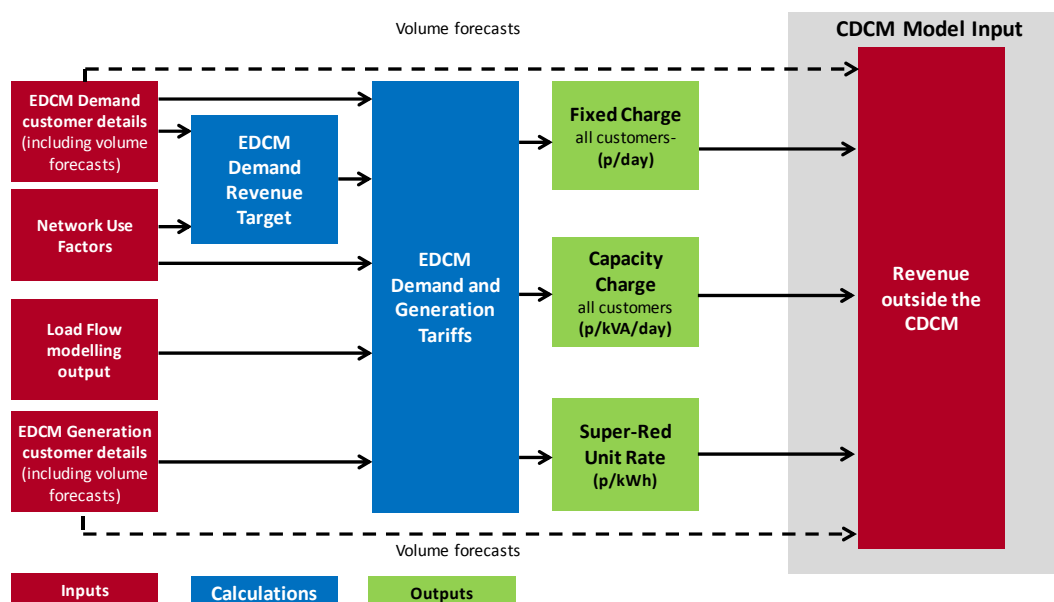 Volume forecasts
CDCM Model Input
EDCM Demand
customer details
(including volume
forecasts)
EDCM
Demand
Revenue
Target
Network Use
Factors
Load Flow
modelling
output
EDCM Generation
customer details
(including volume
forecasts)
EDCM
Demand and
Generation
Tariffs
Fixed Charge
all customers-
(p/day)
Capacity
Charge
all customers
(p/kVA/day)
Super-Red
Unit Rate
(p/kWh)
Revenue
outside the
CDCM
Volume forecasts
Inputs
Calculations
Outputs